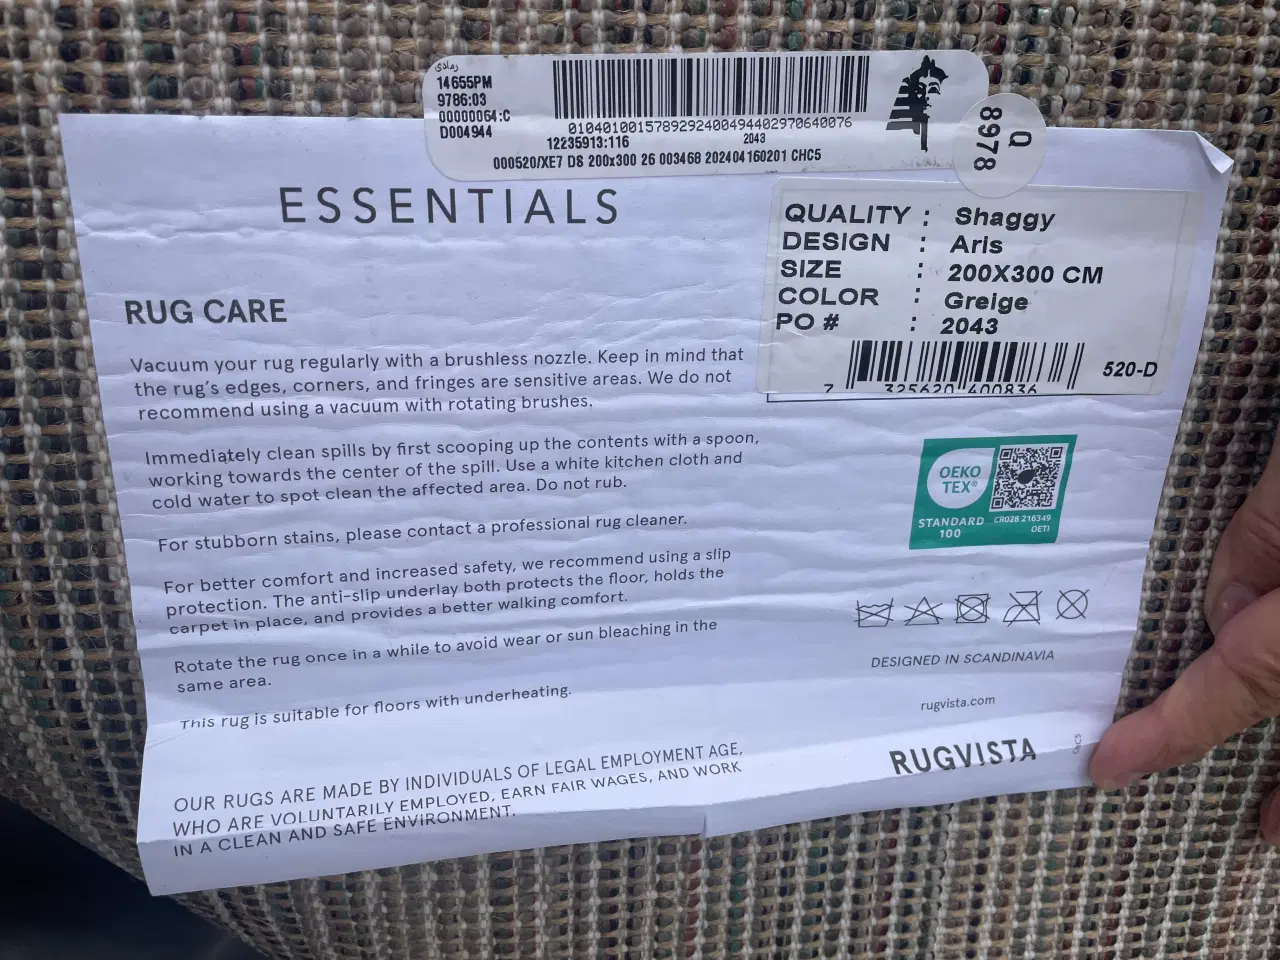 رمادي
14655PM
9786:03
00000064:C
D004944
0104010015789292400494402970640076
12235913:116
2043
000520/XE7 DS 200x300 26 003468 202404160201 CHC5
Q
8978
ESSENTIALS
QUALITY : Shaggy
DESIGN : Aris
SIZE : 200X300 CM
COLOR : Greige
PO # : 2043
520-D
7 325620 400836
RUG CARE
Vacuum your rug regularly with a brushless nozzle. Keep in mind that
the rug's edges, corners, and fringes are sensitive areas. We do not
recommend using a vacuum with rotating brushes.
Immediately clean spills by first scooping up the contents with a spoon,
working towards the center of the spill. Use a white kitchen cloth and
cold water to spot clean the affected area. Do not rub.
For stubborn stains, please contact a professional rug cleaner.
For better comfort and increased safety, we recommend using a slip
protection. The anti-slip underlay both protects the floor, holds the
carpet in place, and provides a better walking comfort.
Rotate the rug once in a while to avoid wear or sun bleaching in the
same area.
This rug is suitable for floors with underheating.
OUR RUGS ARE MADE BY INDIVIDUALS OF LEGAL EMPLOYMENT AGE,
WHO ARE VOLUNTARILY EMPLOYED, EARN FAIR WAGES, AND WORK
IN A CLEAN AND SAFE ENVIRONMENT.
OEKO
TEX®
STANDARD
100
CR028 216349
OETI
DESIGNED IN SCANDINAVIA
rugvista.com
RUGVISTA